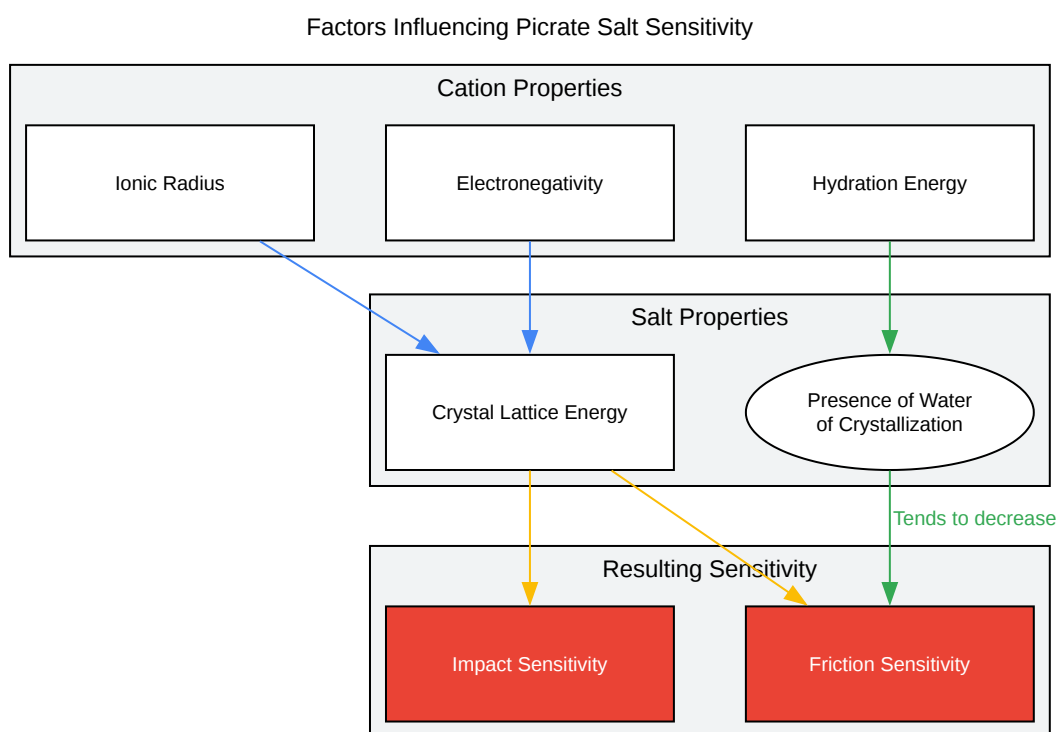 Factors Influencing Picrate Salt Sensitivity
Cation Properties
Ionic Radius
Electronegativity
Hydration Energy
Salt Properties
Crystal Lattice Energy
Presence of Water
of Crystallization
Tends to decrease
Resulting Sensitivity
Impact Sensitivity
Friction Sensitivity